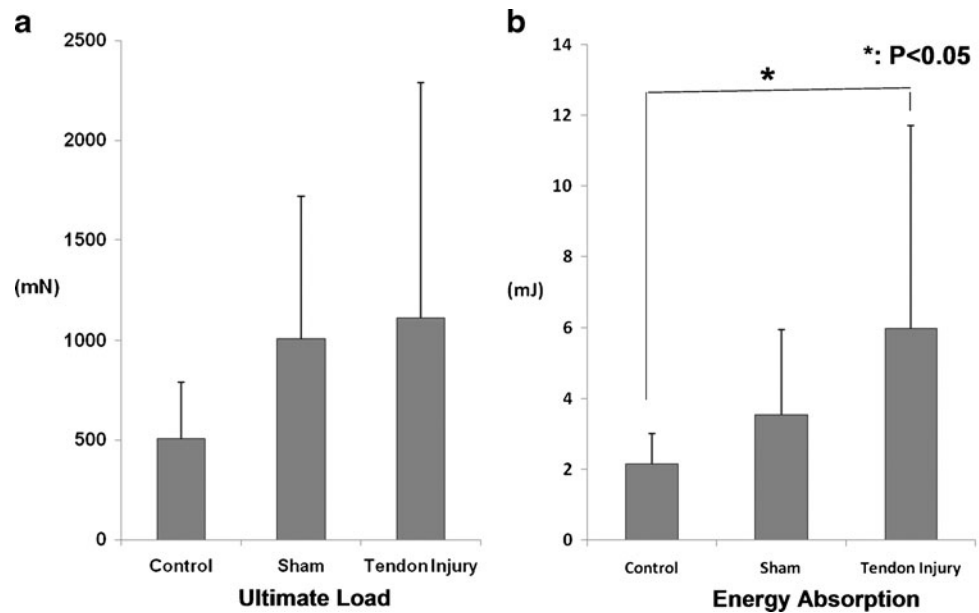 a
2500
2000
1500
(mN)
1000
500
0
Control Sham Tendon Injury
Ultimate Load
b
14
*: P<0.05
*
12
10
8
(mJ)
6
4
2
0
Control Sham Tendon Injury
Energy Absorption